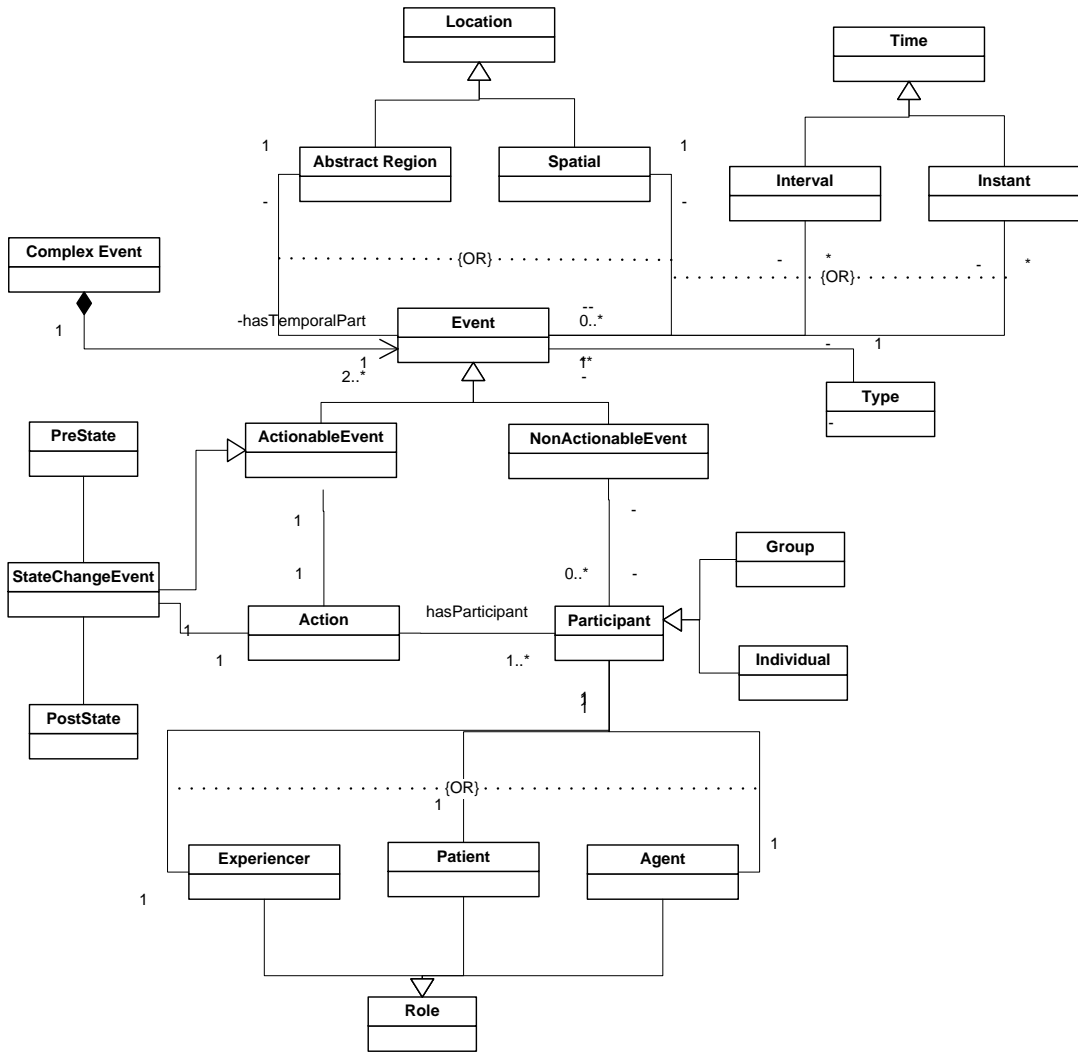 Location
Time
1
Abstract Region
Spatial
1
Interval
Instant
-
-
Complex Event
{OR}
-
*
{OR}
-
*
1
-hasTemporalPart
Event
--
0..*
-
1
1
2..*
-
Type
-
PreState
ActionableEvent
NonActionableEvent
1
-
Group
StateChangeEvent
1
0..*
-
Action
hasParticipant
Participant
1
1
1..*
Individual
PostState
1
{OR}
1
Experiencer
Patient
Agent
1
1
Role